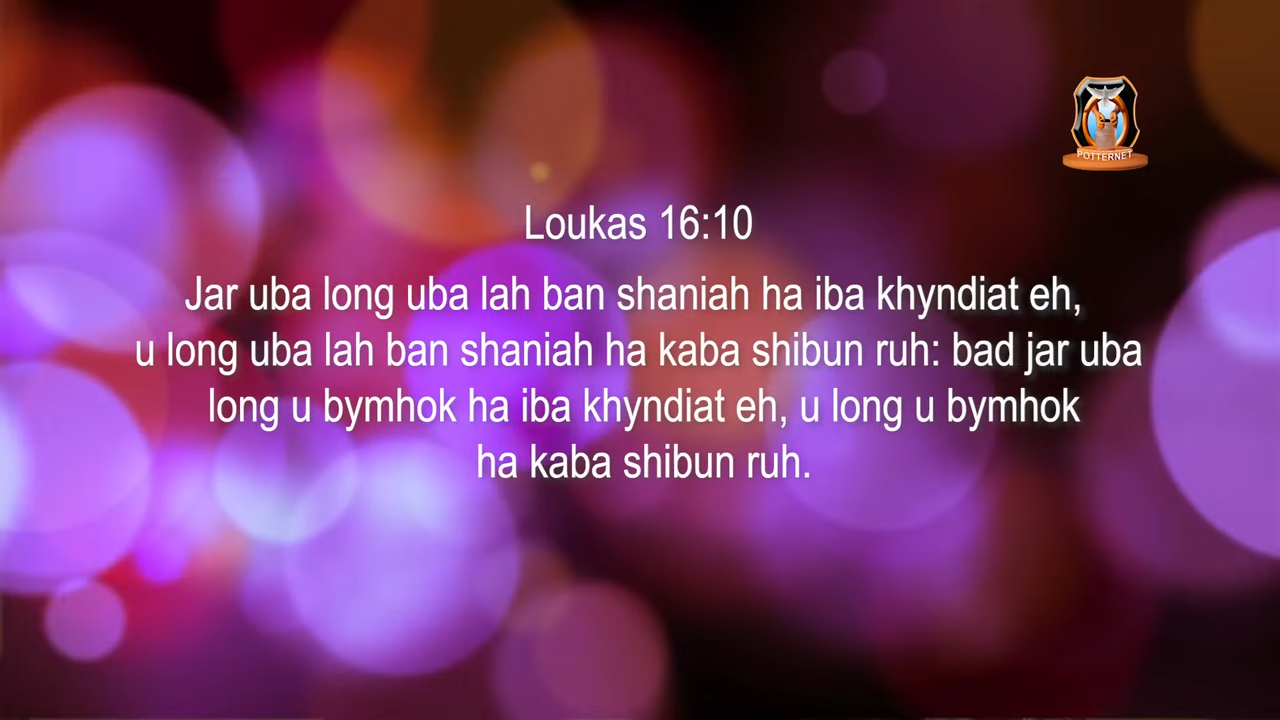 POTTERNET
Loukas 16:10
Jar uba long uba lah ban shaniah ha iba khyndiat eh,
u long uba lah ban shaniah ha kaba shibun ruh: bad jar uba
long u bymhok ha iba khyndiat eh, u long u bymhok
ha kaba shibun ruh.